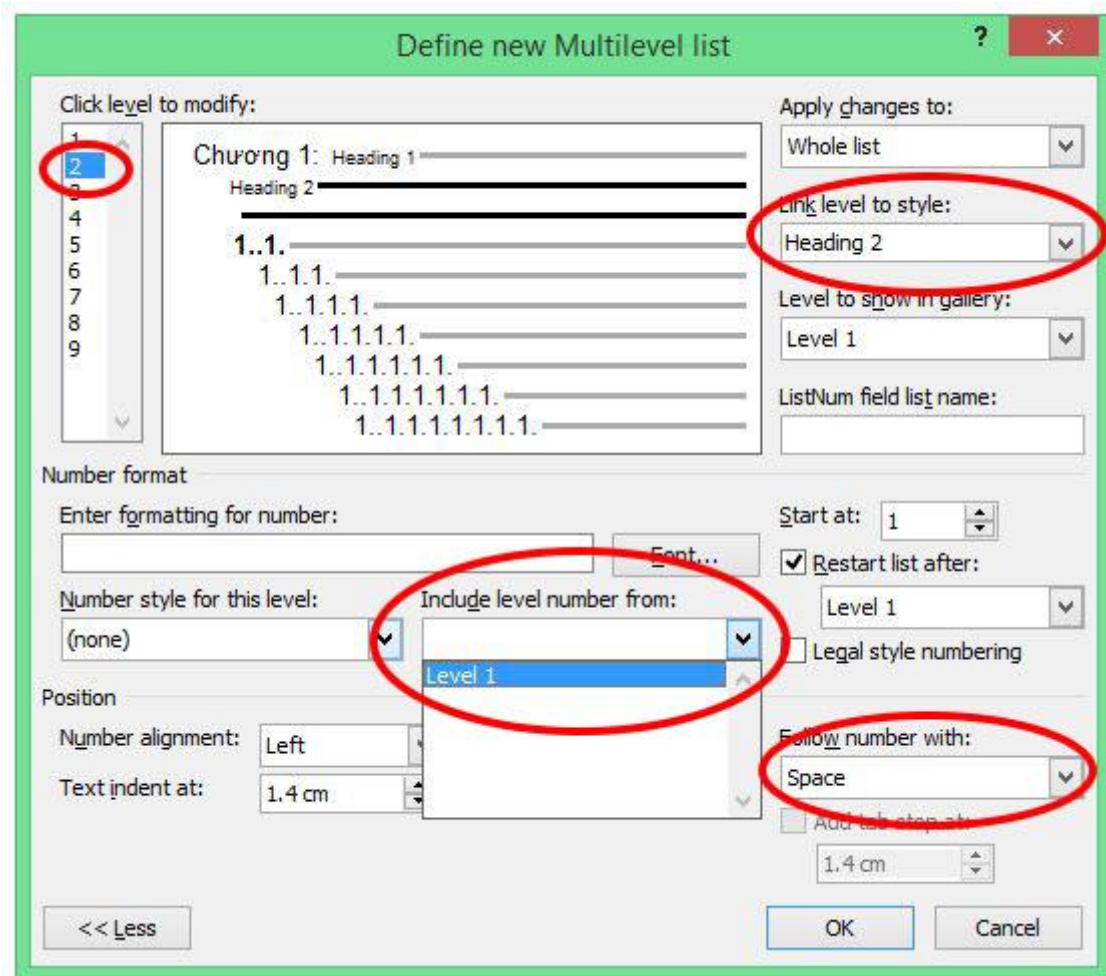 Define new Multilevel list
?
Click level to modify:
1
2
3
4
5
6
7
8
9
Chương 1: Heading 1
Heading 2
1..1.
1..1.1.
1..1.1.1.
1..1.1.1.1.
1..1.1.1.1.1.
1..1.1.1.1.1.1.
1..1.1.1.1.1.1.1.
Apply changes to:
Whole list
Link level to style:
Heading 2
Level to show in gallery:
Level 1
ListNum field list name:
Number format
Enter formatting for number:
Font...
Start at: 1
Restart list after:
Level 1
Legal style numbering
Number style for this level:
(none)
Include level number from:
Level 1
Position
Number alignment: Left
Text indent at: 1.4 cm
Follow number with:
Space
Add tab stop at:
1.4 cm
<< Less
OK
Cancel